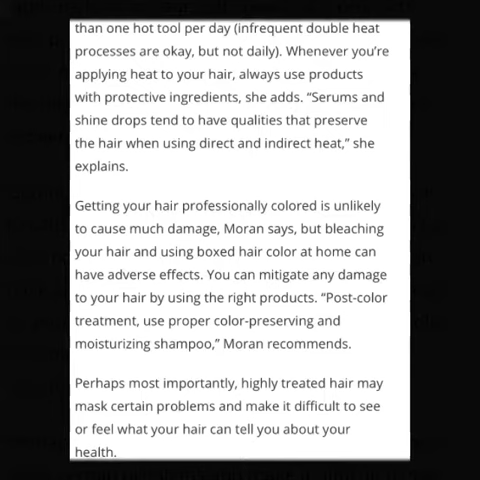 than one hot tool per day (infrequent double heat
processes are okay, but not daily). Whenever you’re
applying heat to your hair, always use products
with protective ingredients, she adds. “Serums and
shine drops tend to have qualities that preserve
the hair when using direct and indirect heat,” she
explains.
Getting your hair professionally colored is unlikely
to cause much damage, Moran says, but bleaching
your hair and using boxed hair color at home can
have adverse effects. You can mitigate any damage
to your hair by using the right products. “Post-color
treatment, use proper color-preserving and
moisturizing shampoo,” Moran recommends.
Perhaps most importantly, highly treated hair may
mask certain problems and make it difficult to see
or feel what your hair can tell you about your
health.